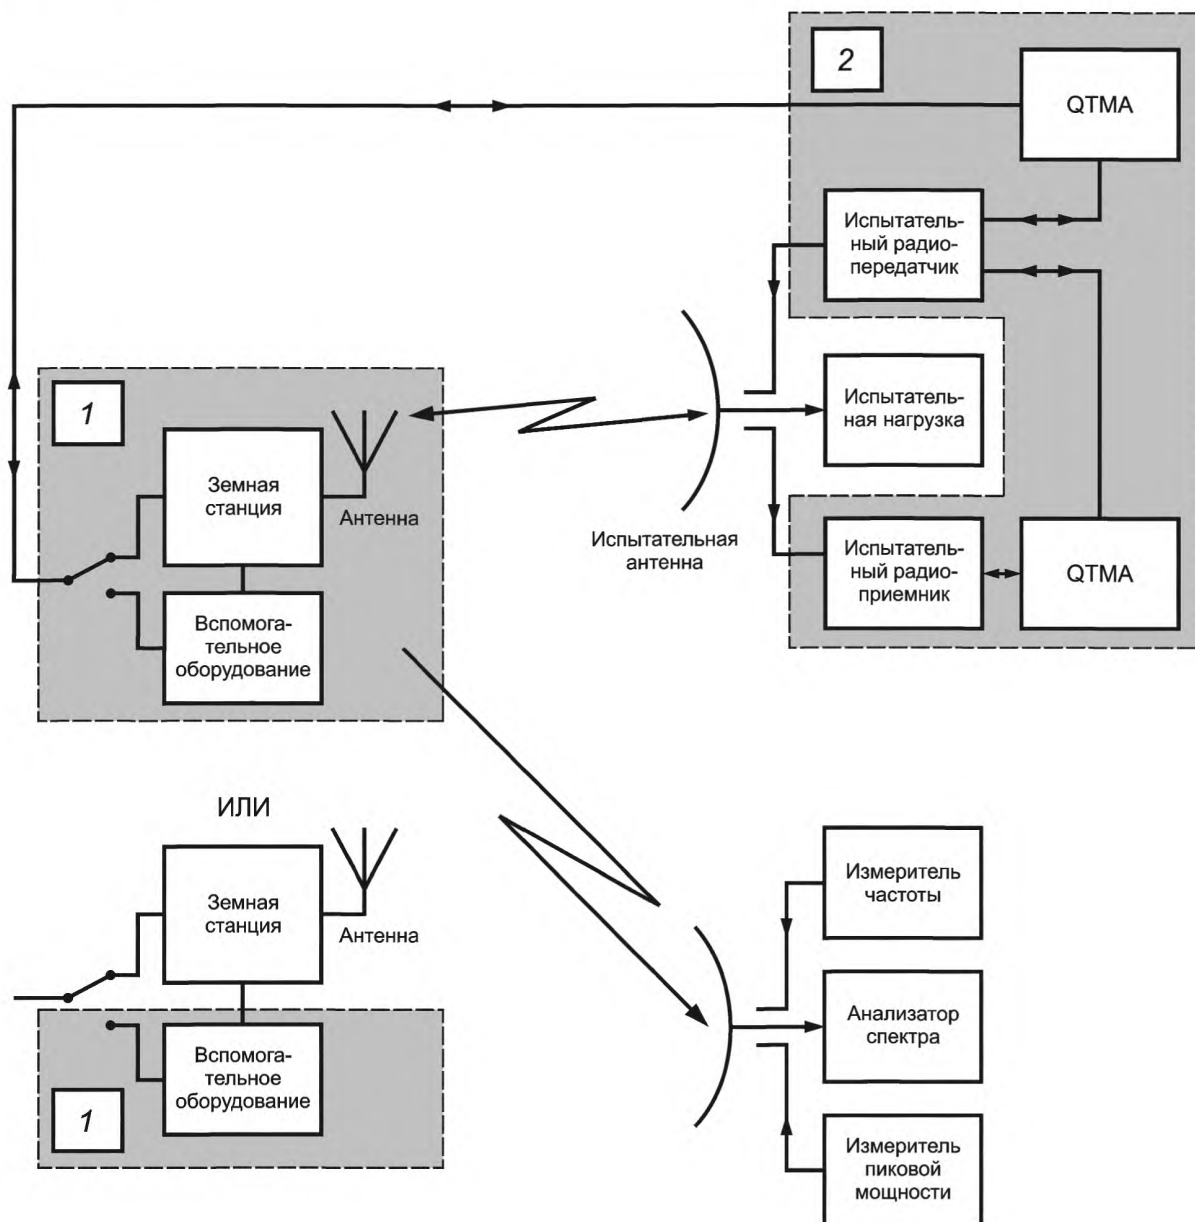 2
QTMA
Испытатель-
ный радио-
передатчик
1
Испытатель-
ная нагрузка
Земная
станция
Антенна
Испытательная
антенна
Испытатель-
ный радио-
приемник
QTMA
Вспомога-
тельное
оборудование
ИЛИ
Земная
станция
Антенна
Измеритель
частоты
Анализатор
спектра
Вспомога-
тельное
оборудование
1
Измеритель
пиковой
мощности